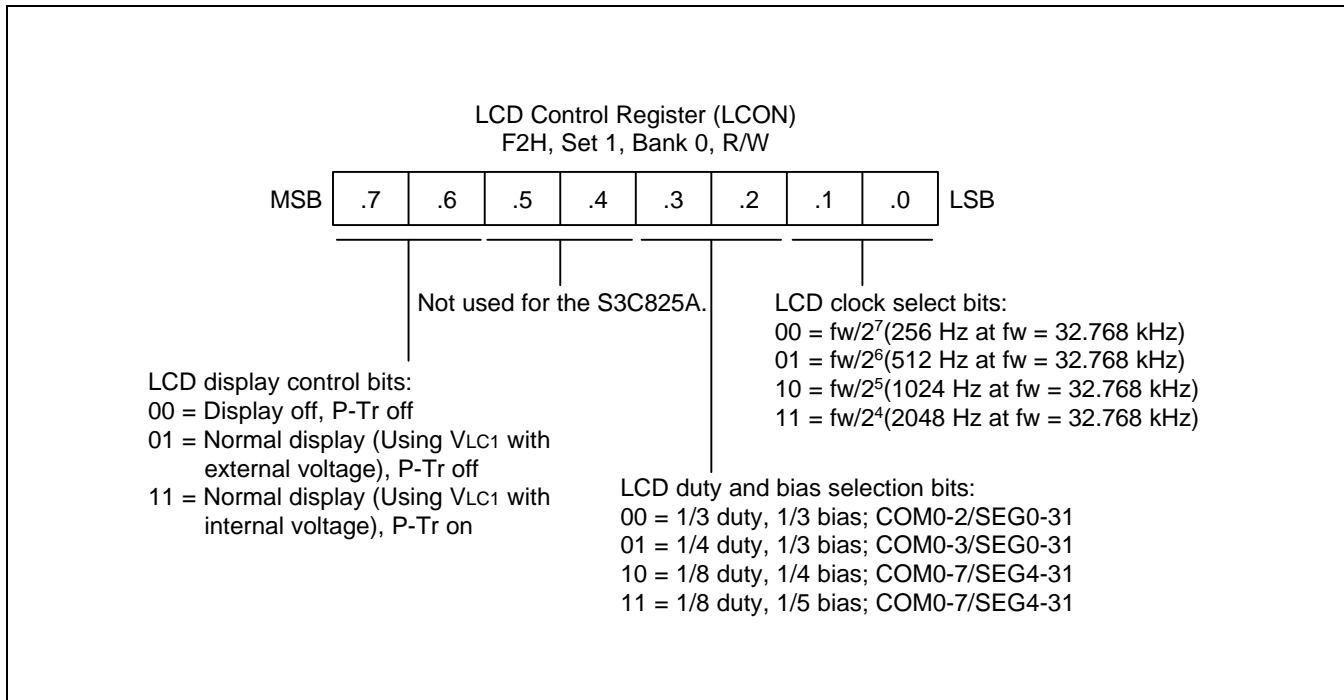 LCD Control Register (LCON)
F2H, Set 1, Bank 0, R/W
MSB .7 .6 .5 .4 .3 .2 .1 .0 LSB
Not used for the S3C825A.
LCD clock select bits:
00 = fw/2⁷(256 Hz at fw = 32.768 kHz)
01 = fw/2⁶(512 Hz at fw = 32.768 kHz)
10 = fw/2⁵(1024 Hz at fw = 32.768 kHz)
11 = fw/2⁴(2048 Hz at fw = 32.768 kHz)
LCD display control bits:
00 = Display off, P-Tr off
01 = Normal display (Using VLC1 with
external voltage), P-Tr off
11 = Normal display (Using VLC1 with
internal voltage), P-Tr on
LCD duty and bias selection bits:
00 = 1/3 duty, 1/3 bias; COM0-2/SEG0-31
01 = 1/4 duty, 1/3 bias; COM0-3/SEG0-31
10 = 1/8 duty, 1/4 bias; COM0-7/SEG4-31
11 = 1/8 duty, 1/5 bias; COM0-7/SEG4-31